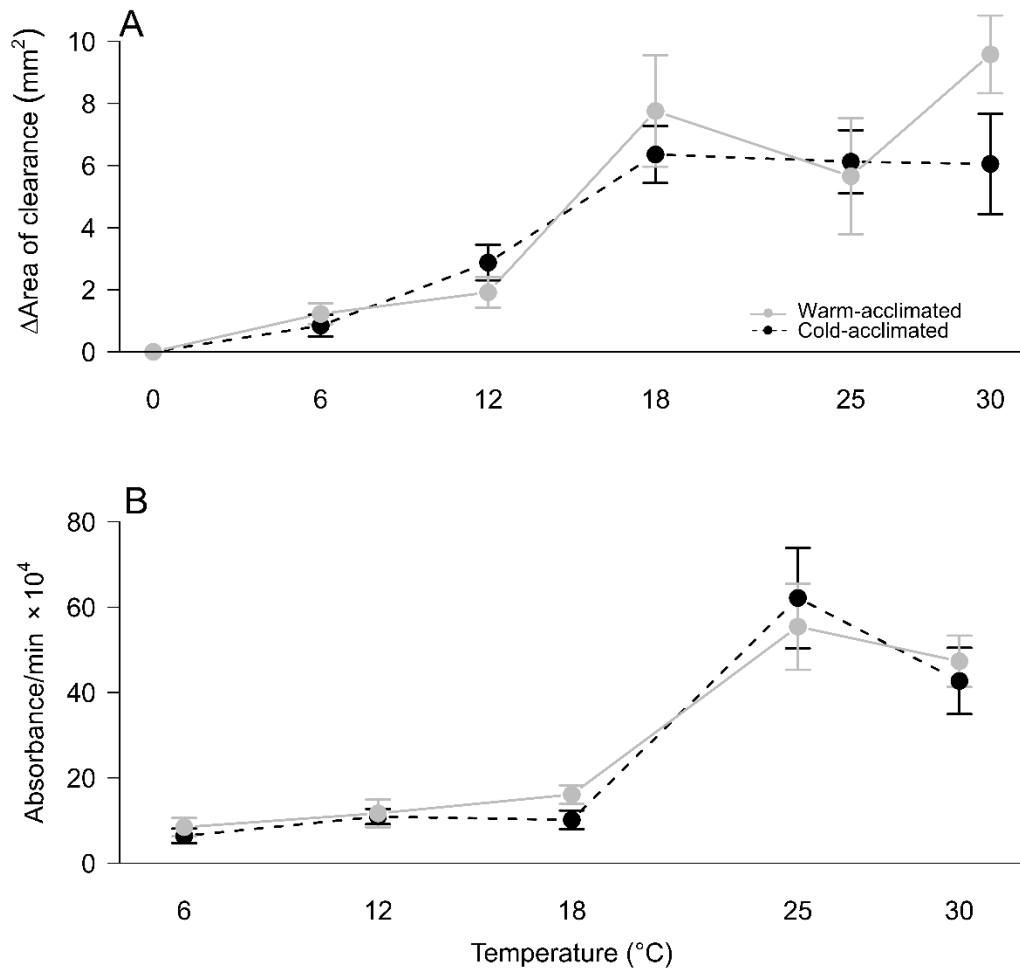 A
ΔArea of clearance (mm²)
10
8
6
4
2
0
Warm-acclimated
Cold-acclimated
0 6 12 18 25 30
B
Absorbance/min × 10⁴
80
60
40
20
0
6 12 18 25 30
Temperature (°C)